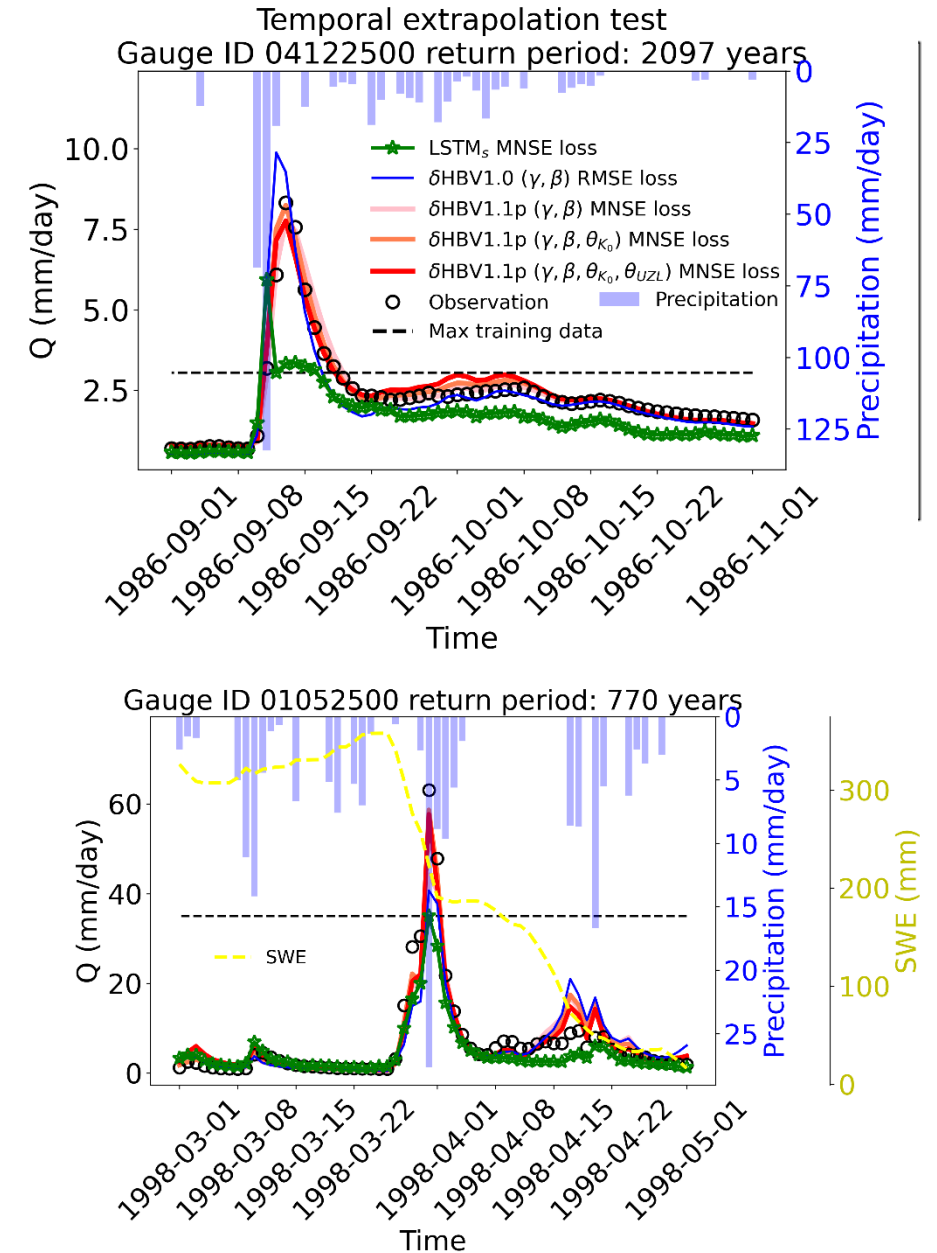 Temporal extrapolation test
Gauge ID 04122500 return period: 2097 years
Q (mm/day)
10.0
7.5
5.0
2.5
LSTMₛ MNSE loss
δHBV1.0 (γ, β) RMSE loss
δHBV1.1p (γ, β) MNSE loss
δHBV1.1p (γ, β, θ_K₀) MNSE loss
δHBV1.1p (γ, β, θ_K₀, θ_UZL) MNSE loss
Observation
Precipitation
Max training data
0
25
50
75
100
125
Precipitation (mm/day)
1986-09-01
1986-09-08
1986-09-15
1986-09-22
1986-10-01
1986-10-08
1986-10-15
1986-10-22
1986-11-01
Time
Gauge ID 01052500 return period: 770 years
Q (mm/day)
60
40
20
0
SWE
0
5
10
15
20
25
Precipitation (mm/day)
300
200
100
0
SWE (mm)
1998-03-01
1998-03-08
1998-03-15
1998-03-22
1998-04-01
1998-04-08
1998-04-15
1998-04-22
1998-05-01
Time